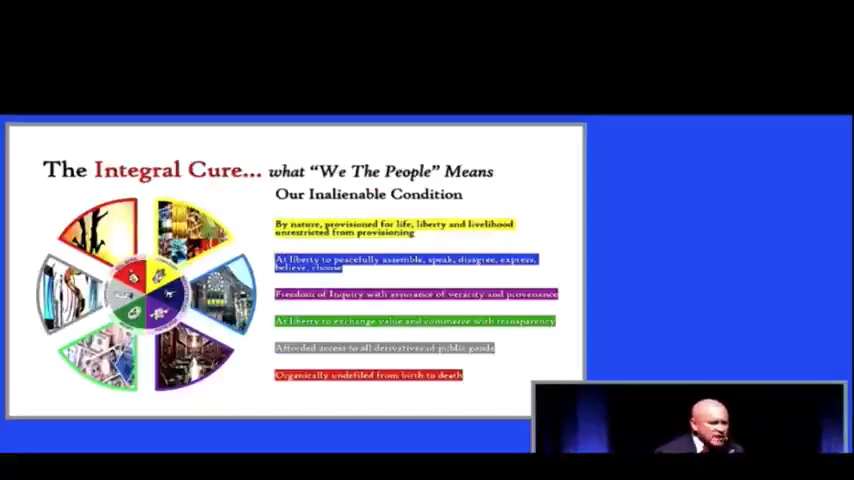 The Integral Cure... what “We The People” Means
Our Inalienable Condition
By nature, provisioned for life, liberty and livelihood
unrestricted from provisioning
At liberty to peacefully assemble, speak, disagree, express,
believe, choose
Freedom of Inquiry with assurance of veracity and provenance
At liberty to exchange value and commerce with transparency
Afforded access to all derivatives of public goods
Organically undefiled from birth to death